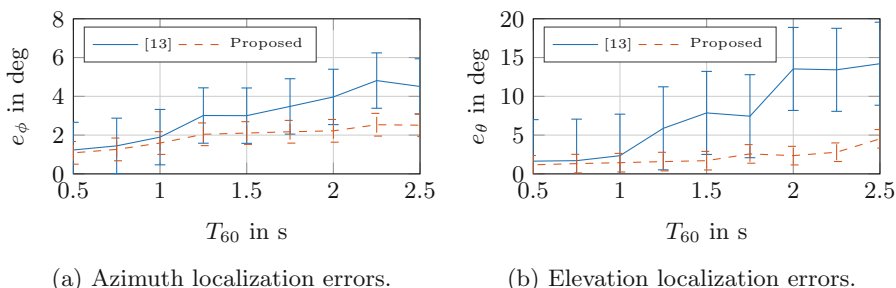 [13] Proposed
8
6
4
2
0
0.5 1 1.5 2 2.5
e_ϕ in deg
T_60 in s
(a) Azimuth localization errors.
[13] Proposed
20
15
10
5
0
0.5 1 1.5 2 2.5
e_θ in deg
T_60 in s
(b) Elevation localization errors.